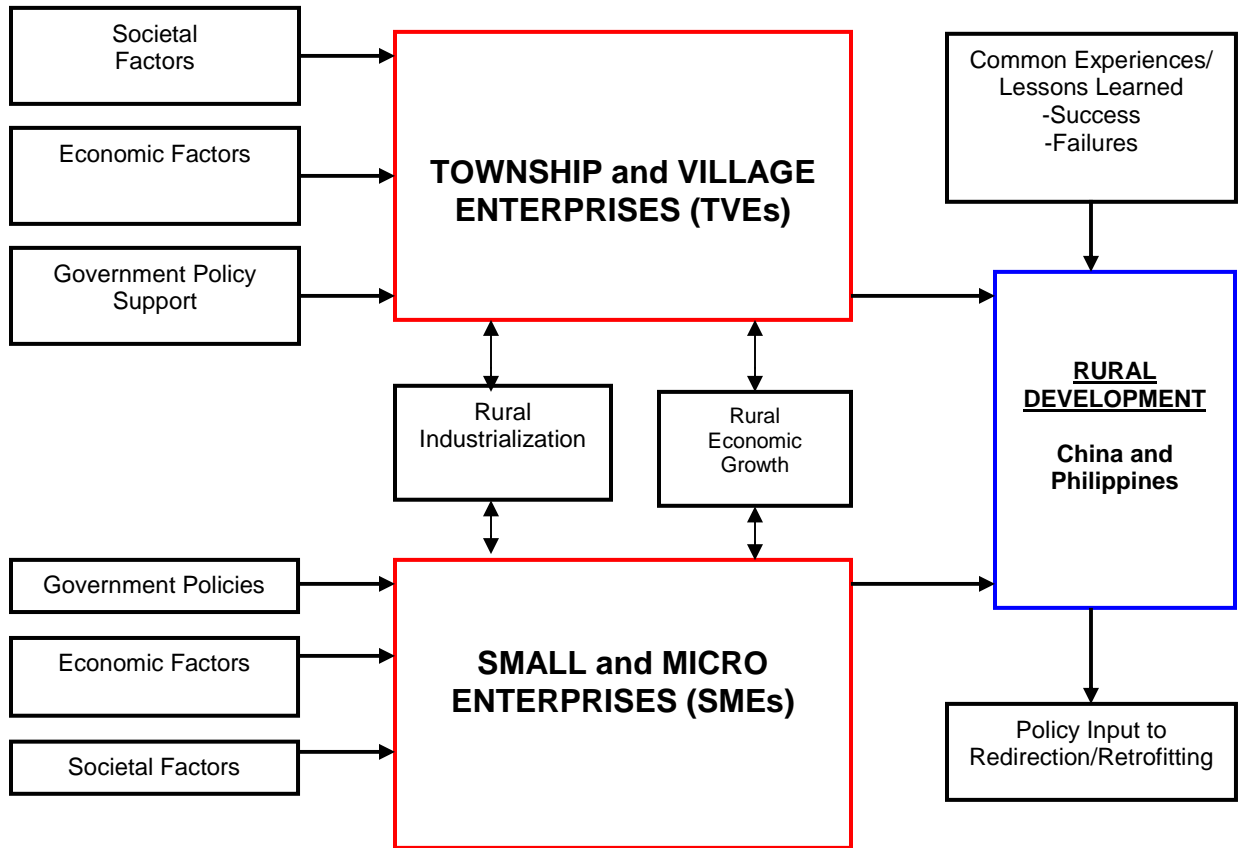 Societal
Factors
Economic Factors
Government Policy
Support
TOWNSHIP and VILLAGE
ENTERPRISES (TVEs)
Common Experiences/
Lessons Learned
-Success
-Failures
Rural
Industrialization
Rural
Economic
Growth
RURAL
DEVELOPMENT
China and
Philippines
Government Policies
Economic Factors
Societal Factors
SMALL and MICRO
ENTERPRISES (SMEs)
Policy Input to
Redirection/Retrofitting